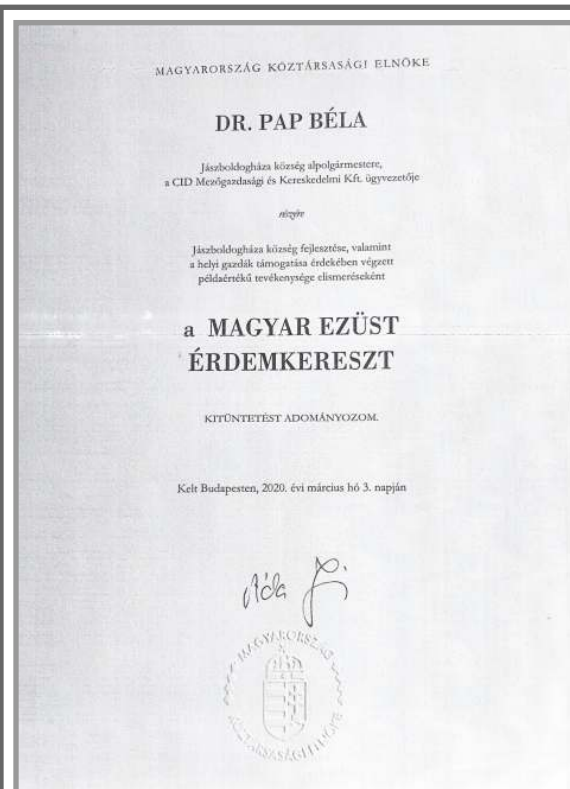 MAGYARORSZÁG KÖZTÁRSASÁGI ELNÖKE
DR. PAP BÉLA
Jászboldogháza község alpolgármestere,
a CID Mezőgazdasági és Kereskedelmi Kft. ügyvezetője
részére
Jászboldogháza község fejlesztése, valamint
a helyi gazdák támogatása érdekében végzett
példaértékű tevékenysége elismeréseként
a MAGYAR EZÜST
ÉRDEMKERESZT
KITÜNTETÉST ADOMÁNYOZOM.
Kelt Budapesten, 2020. évi március hó 3. napján
MAGYARORSZÁG
KÖZTÁRSASÁGI ELNÖKE